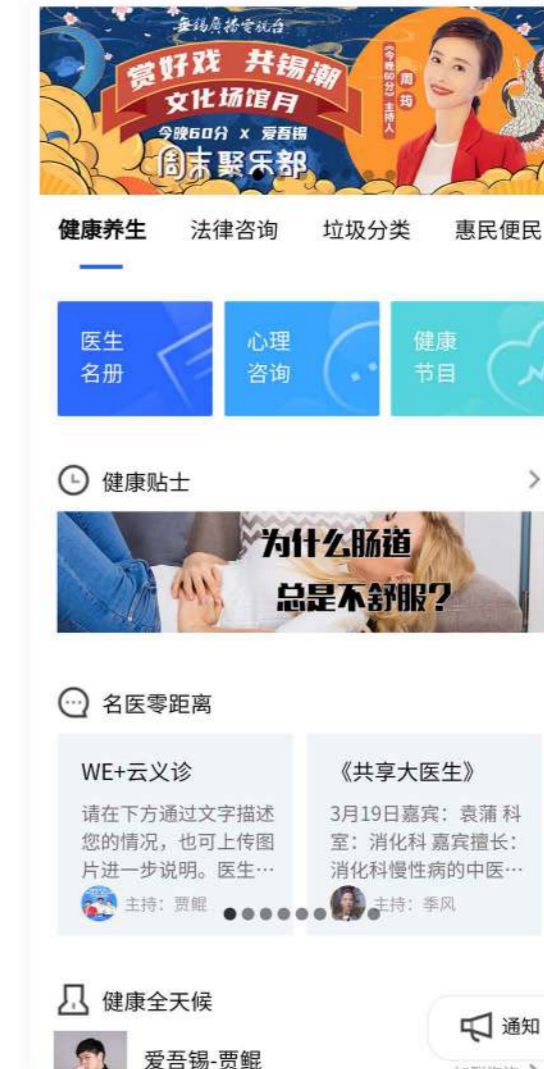 无锡广播电视台
赏好戏 共锡潮
文化场馆月
今晚60分 x 爱吾锡
周末聚乐部
《今晚60分》主持人
周筠
健康养生 法律咨询 垃圾分类 惠民便民
医生
名册
心理
咨询
健康
节目
健康贴士
为什么肠道
总是不舒服?
名医零距离
WE+云义诊
请在下方通过文字描述
您的情况，也可上传图
片进一步说明。医生…
主持：贾鲲
《共享大医生》
3月19日嘉宾：袁蒲 科
室：消化科 嘉宾擅长：
消化科慢性病的中医…
主持：季风
健康全天候
通知
爱吾锡-贾鲲